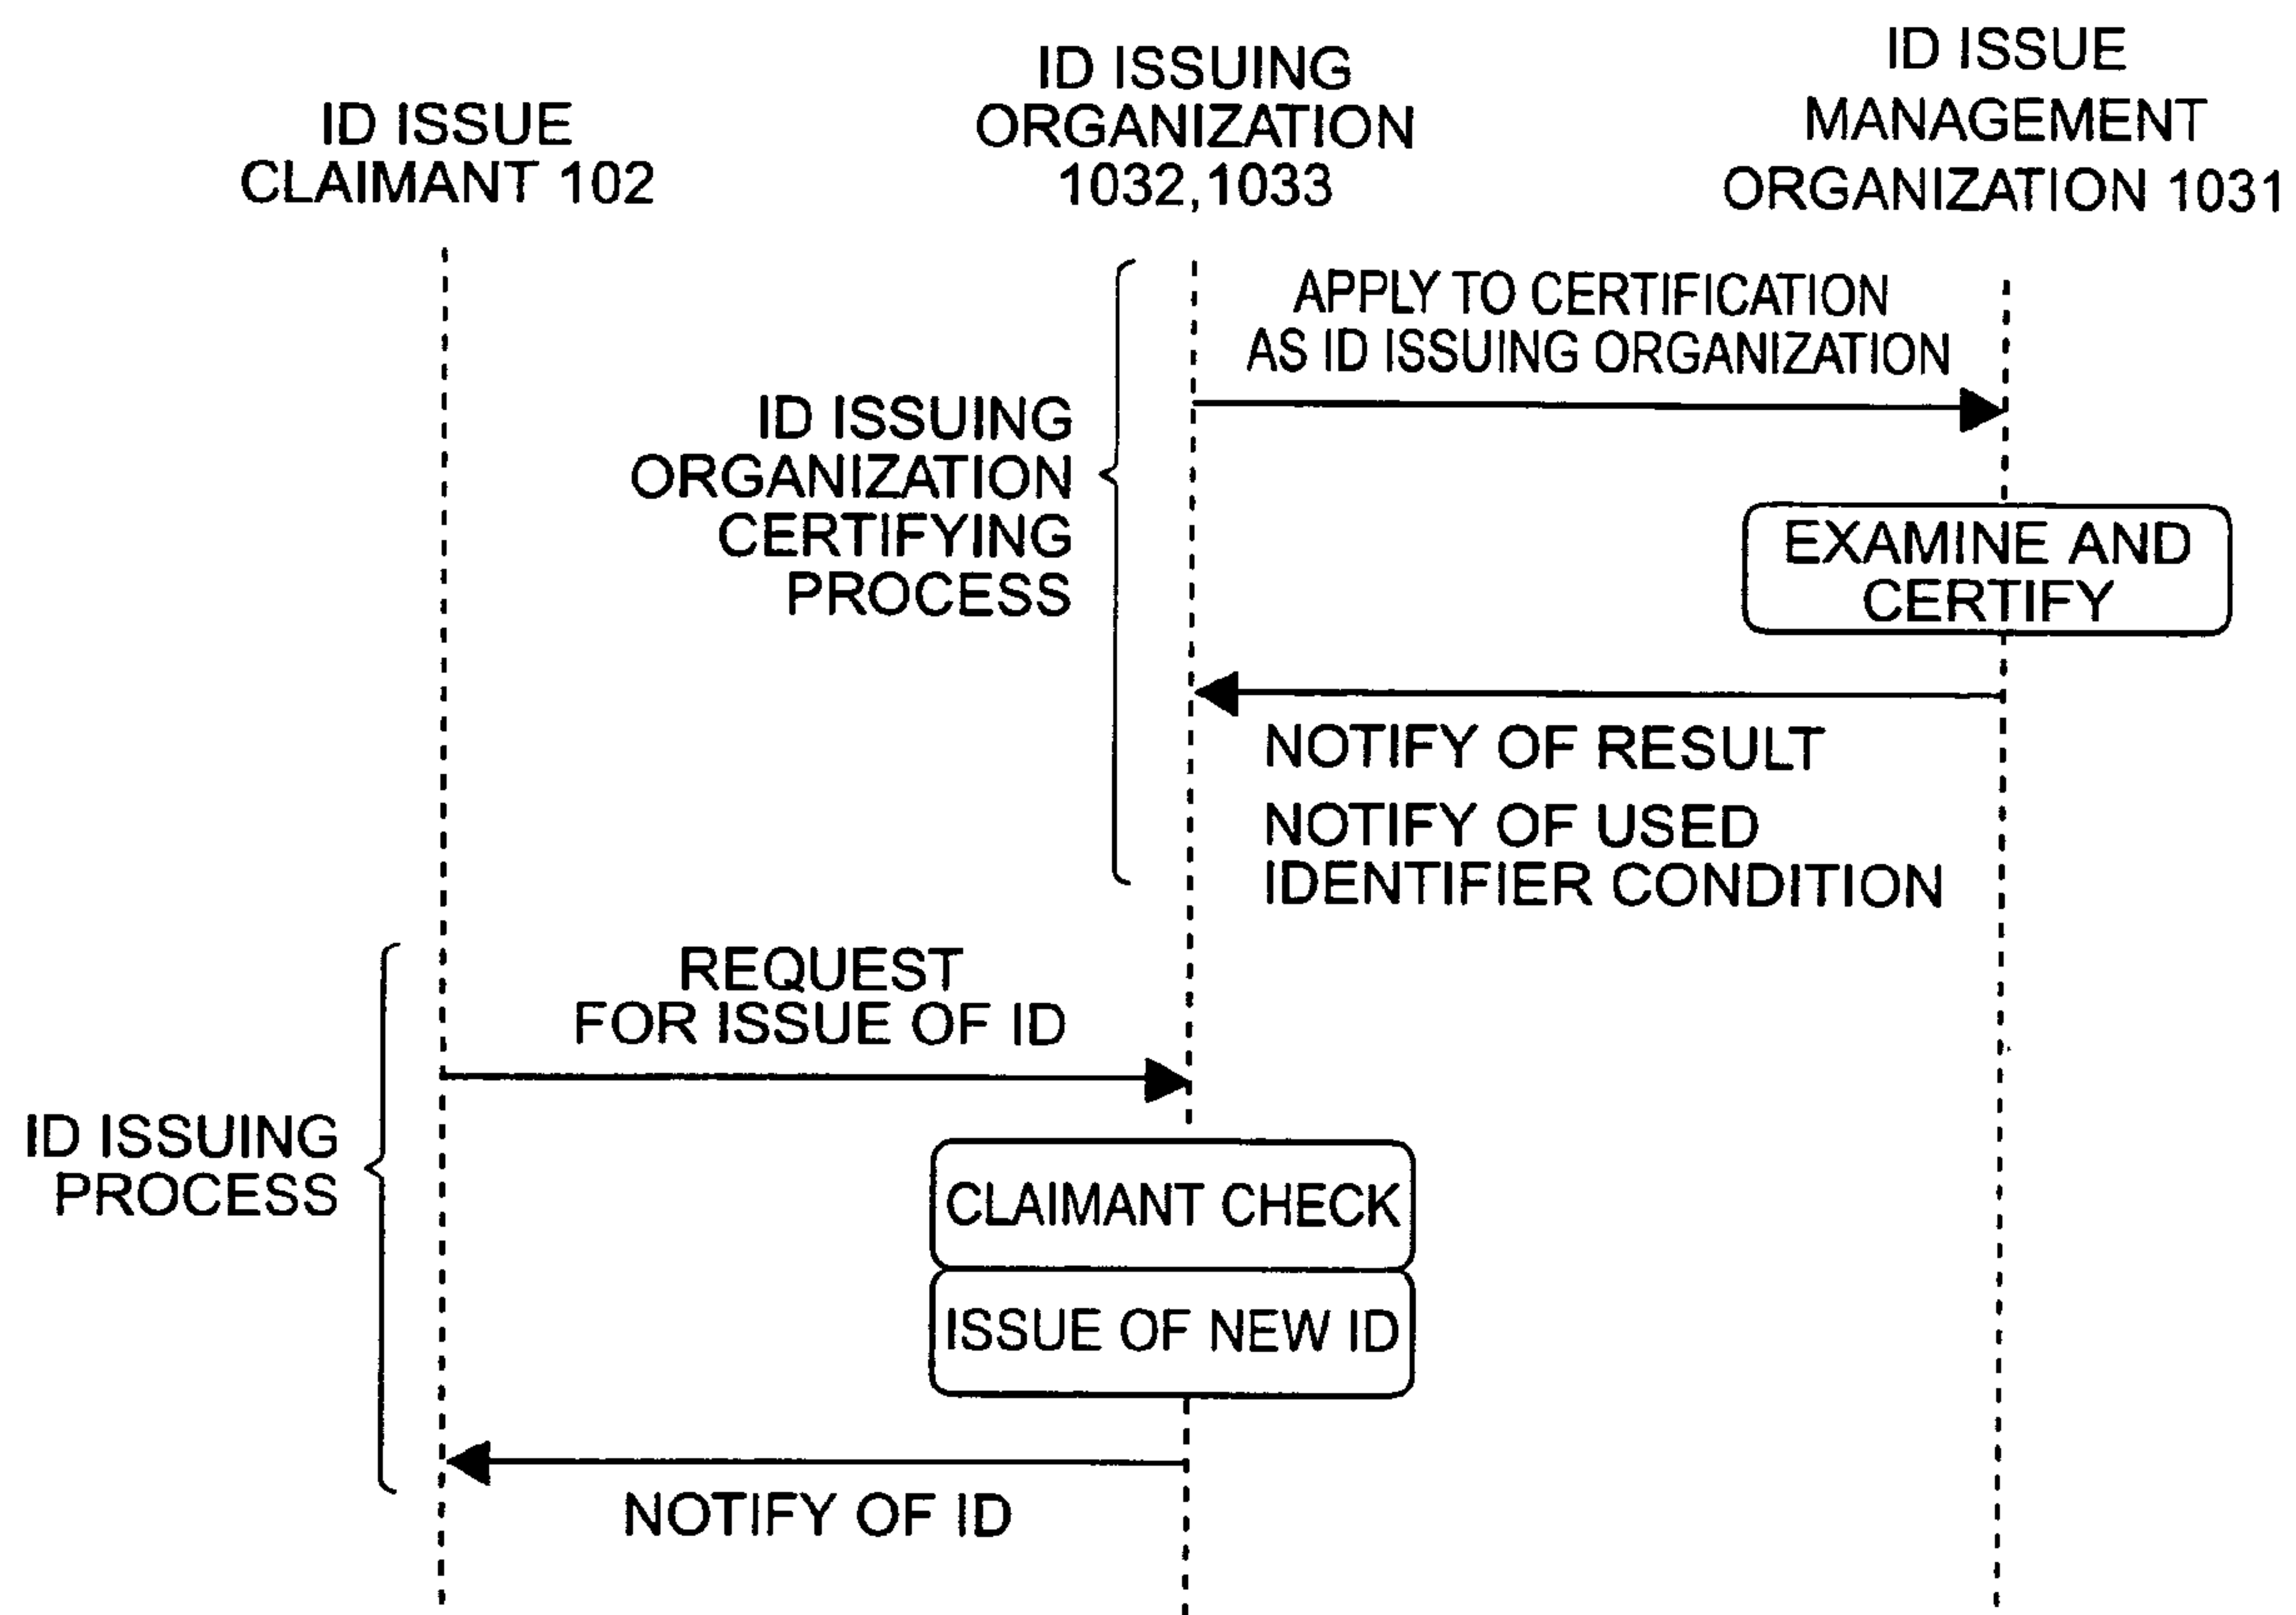 ID ISSUE
CLAIMANT 102
ID ISSUING
ORGANIZATION
1032,1033
ID ISSUE
MANAGEMENT
ORGANIZATION 1031
APPLY TO CERTIFICATION
AS ID ISSUING ORGANIZATION
ID ISSUING
ORGANIZATION
CERTIFYING
PROCESS
EXAMINE AND
CERTIFY
NOTIFY OF RESULT
NOTIFY OF USED
IDENTIFIER CONDITION
REQUEST
FOR ISSUE OF ID
ID ISSUING
PROCESS
CLAIMANT CHECK
ISSUE OF NEW ID
NOTIFY OF ID